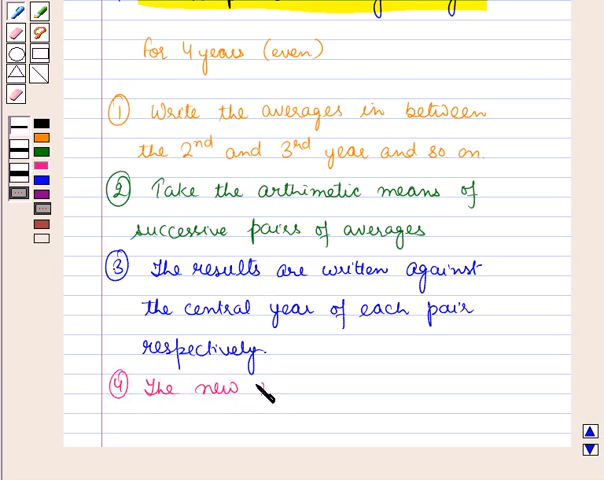 for 4 years (even)
① Write the averages in between
the 2nd and 3rd year and so on.
② Take the arthimetic means of
successive pairs of averages
③ The results are written against
the central year of each pair
respectively.
④ The new